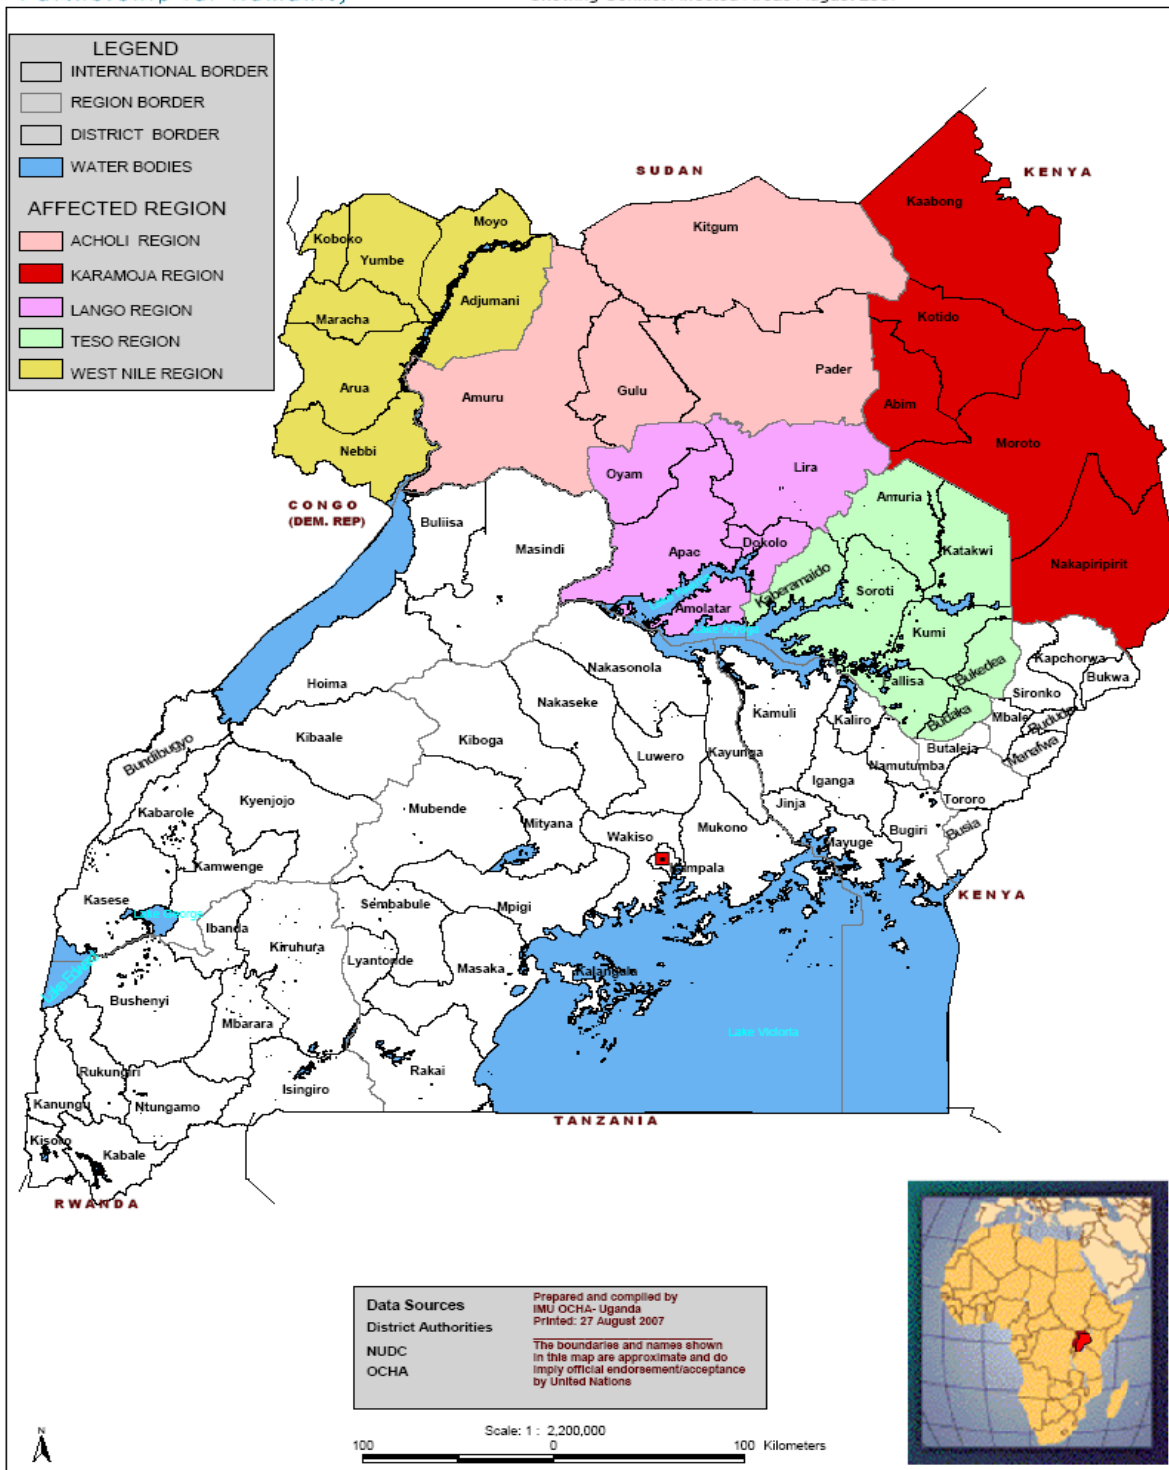 LEGEND
INTERNATIONAL BORDER
REGION BORDER
DISTRICT BORDER
WATER BODIES
AFFECTED REGION
ACHOLI REGION
KARAMOJA REGION
LANGO REGION
TESO REGION
WEST NILE REGION
SUDAN
KENYA
Kaabong
Kitgum
Moyo
Koboko
Yumbe
Adjumani
Maracha
Kotido
Pader
Arua
Amuru
Gulu
Abim
Moroto
Nebbi
Oyam
Lira
Amuria
CONGO
(DEM. REP)
Buliisa
Masindi
Dokolo
Apac
Katakwi
Nakapiripirit
Kaberamaido
Soroti
Amolatar
Lake Kyoga
Kumi
Nakasonola
Kapchorwa
Bukwa
Bukedea
Pallisa
Sironko
Hoima
Nakaseke
Kamuli
Kaliro
Budaka
Mbale
Bududa
Bundibugyo
Kibaale
Kiboga
Luwero
Kayunga
Butaleja
Manafwa
Namutumba
Iganga
Kyenjojo
Kabarole
Mubende
Mityana
Jinja
Tororo
Wakiso
Mukono
Bugiri
Busia
Mayuge
Kamwenge
Kampala
Kasese
Lake George
Ibanda
Sembabule
Mpigi
KENYA
Kiruhura
Lyantonde
Masaka
Kalangala
Lake Edward
Bushenyi
Mbarara
Lake Victoria
Rukungiri
Rakai
Isingiro
Kanungu
Ntungamo
TANZANIA
Kisoro
Kabale
RWANDA
Data Sources
District Authorities
NUDC
OCHA
Prepared and compiled by
IMU OCHA- Uganda
Printed: 27 August 2007
The boundaries and names shown
in this map are approximate and do
imply official endorsement/acceptance
by United Nations
N
Scale: 1 : 2,200,000
100 0 100 Kilometers